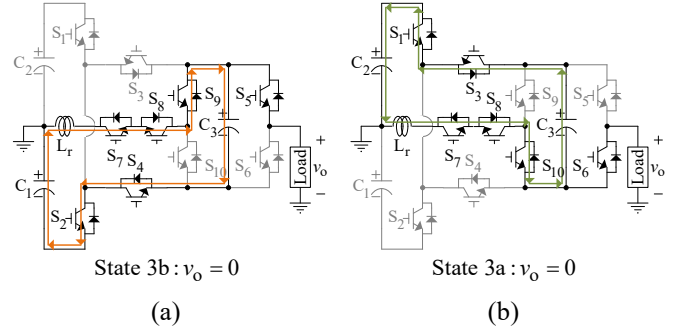 S1
C2
S3
S8
S9
S5
C3
Lr
S7
S4
S10
S6
C1
S2
Load
+
vo
−
State 3b : vo = 0
(a)
S1
C2
S3
S8
S9
S5
C3
Lr
S7
S4
S10
S6
C1
S2
Load
+
vo
−
State 3a : vo = 0
(b)